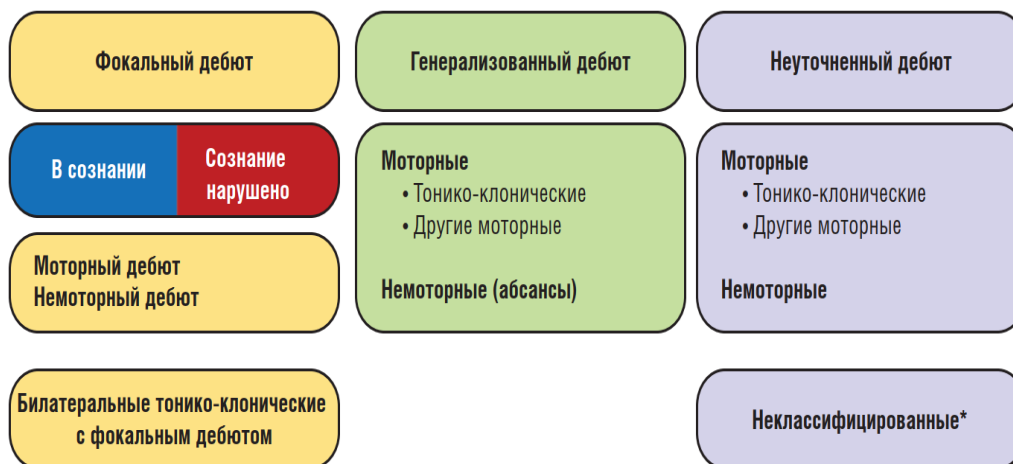 Фокальный дебют
Генерализованный дебют
Неуточненный дебют
В сознании
Сознание
нарушено
Моторный дебют
Немоторный дебют
Билатеральные тонико-клонические
с фокальным дебютом
Моторные
• Тонико-клонические
• Другие моторные
Немоторные (абсансы)
Моторные
• Тонико-клонические
• Другие моторные
Немоторные
Неклассифицированные*